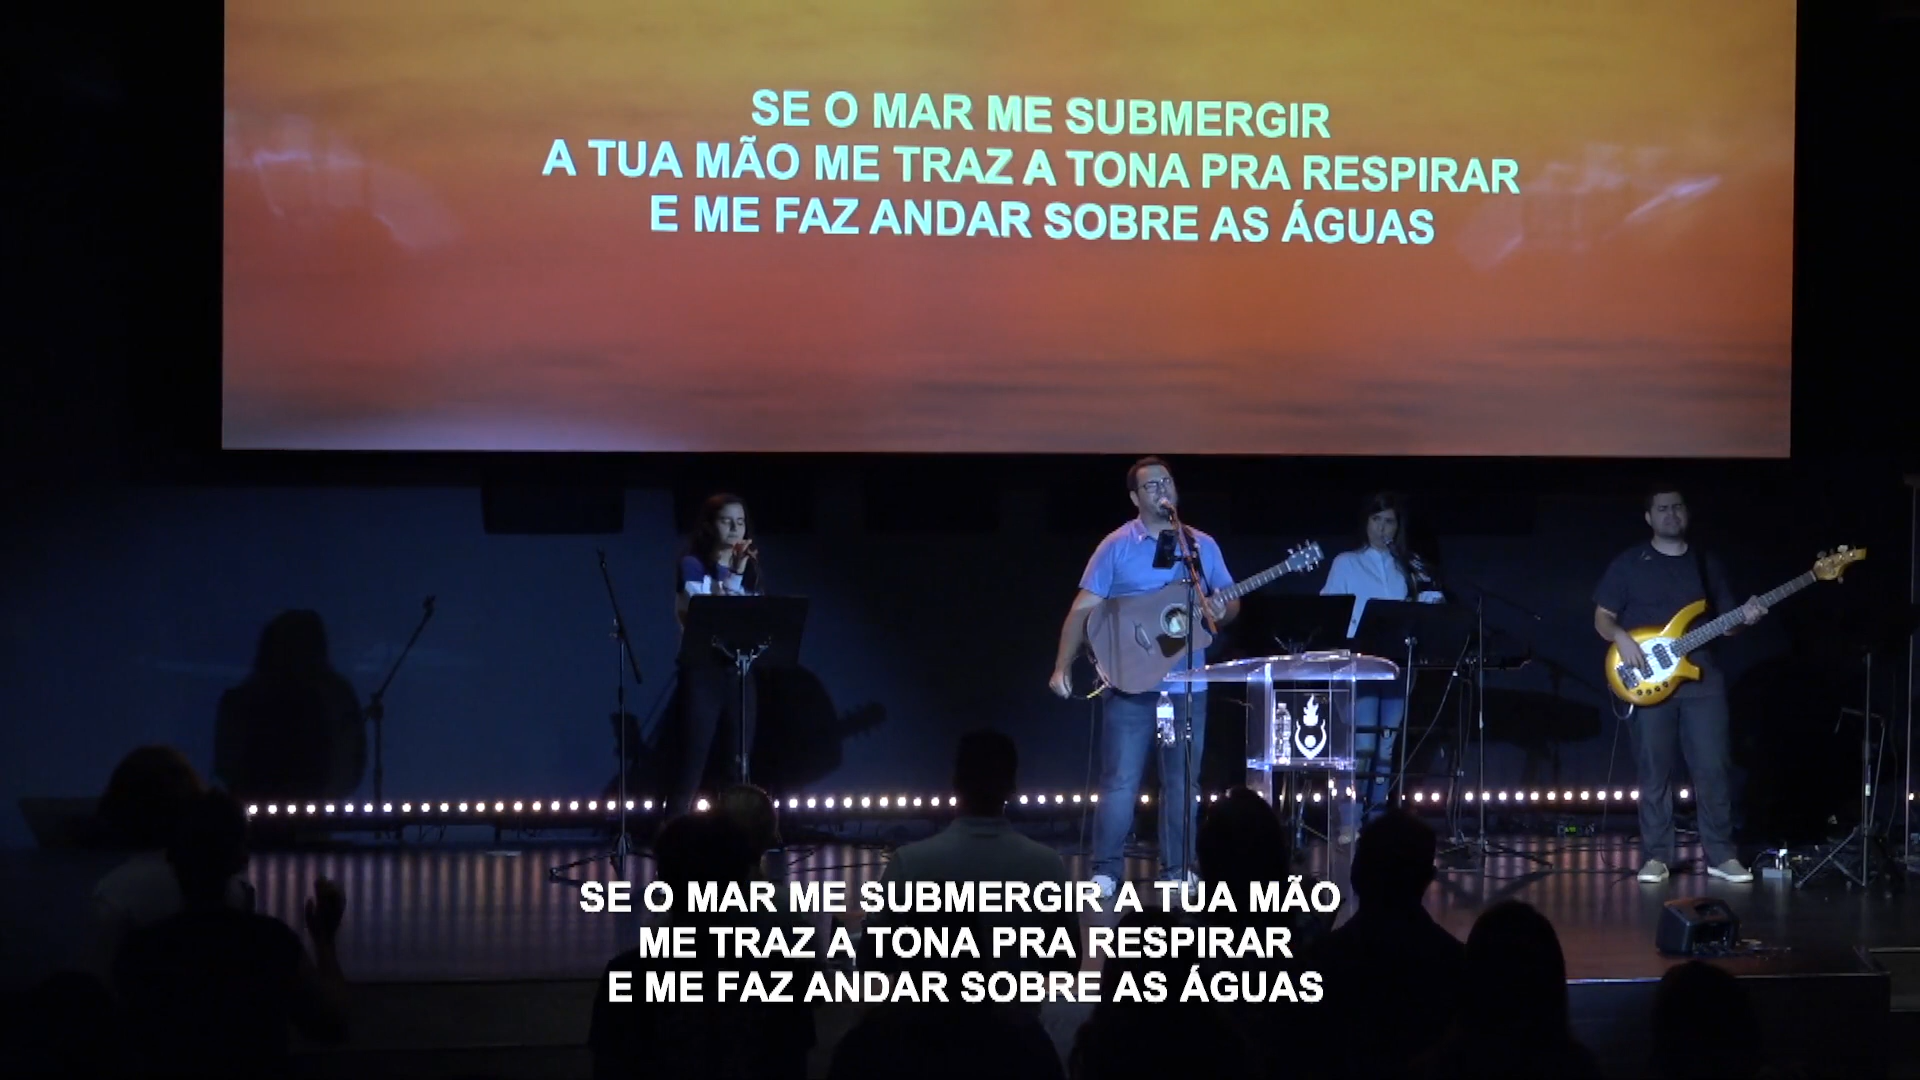 SE O MAR ME SUBMERGIR
A TUA MÃO ME TRAZ A TONA PRA RESPIRAR
E ME FAZ ANDAR SOBRE AS ÁGUAS
SE O MAR ME SUBMERGIR A TUA MÃO
ME TRAZ A TONA PRA RESPIRAR
E ME FAZ ANDAR SOBRE AS ÁGUAS